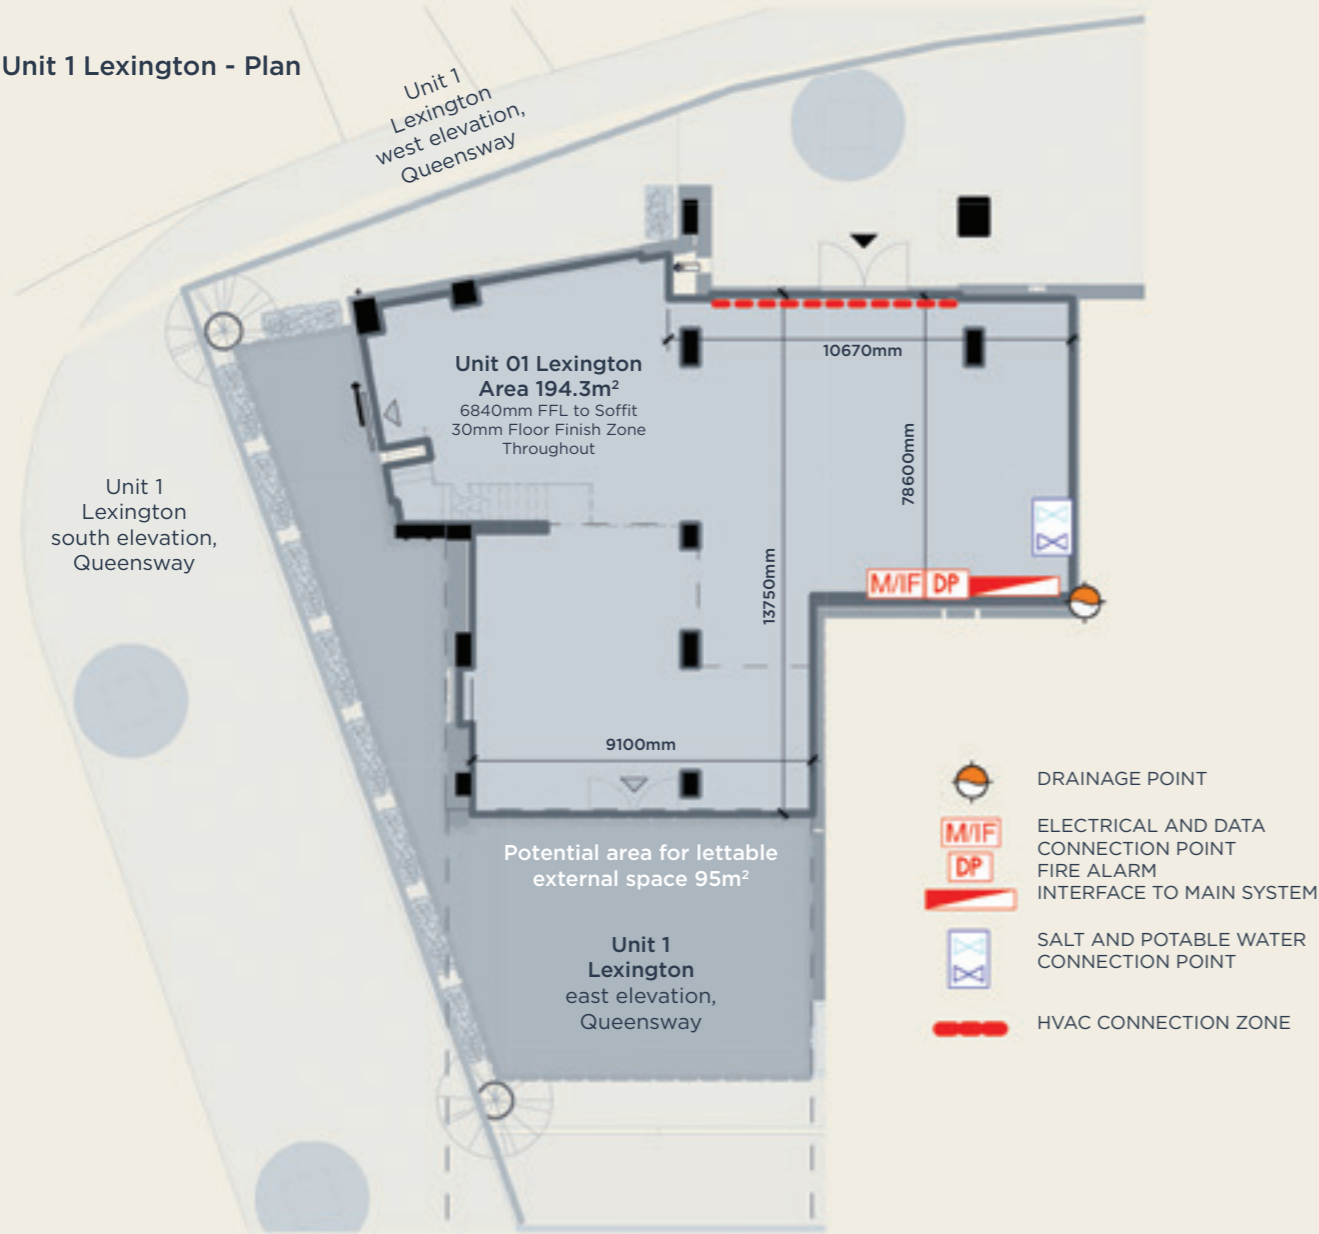 Unit 1 Lexington - Plan
Unit 1
Lexington
west elevation,
Queensway
Unit 01 Lexington
Area 194.3m²
6840mm FFL to Soffit
30mm Floor Finish Zone
Throughout
10670mm
78600mm
13750mm
9100mm
Unit 1
Lexington
south elevation,
Queensway
M/IF DP
Potential area for lettable
external space 95m²
Unit 1
Lexington
east elevation,
Queensway
DRAINAGE POINT
M/IF
ELECTRICAL AND DATA
CONNECTION POINT
DP
FIRE ALARM
INTERFACE TO MAIN SYSTEM
SALT AND POTABLE WATER
CONNECTION POINT
HVAC CONNECTION ZONE